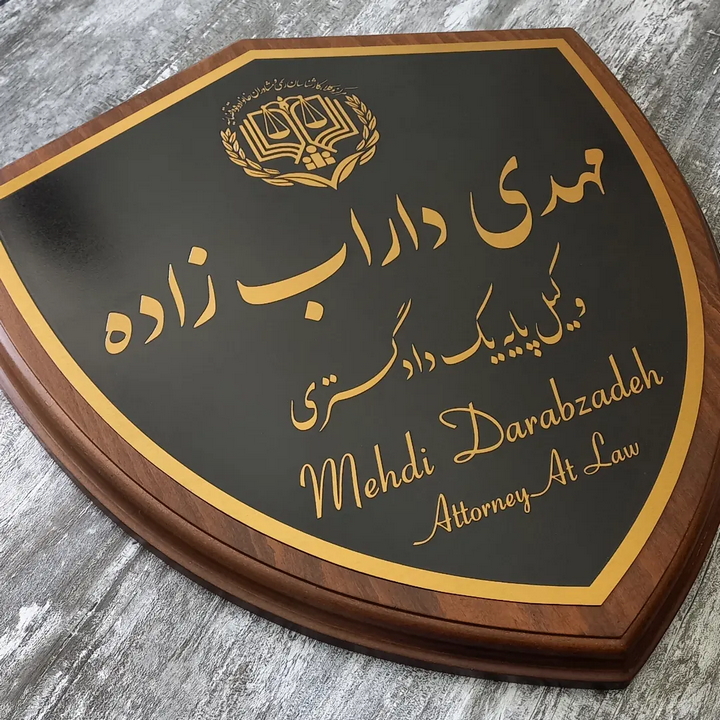 مهدی داراب زاده
وکیل پایه یک دادگستری
Mehdi Darabzadeh
Attorney At Law